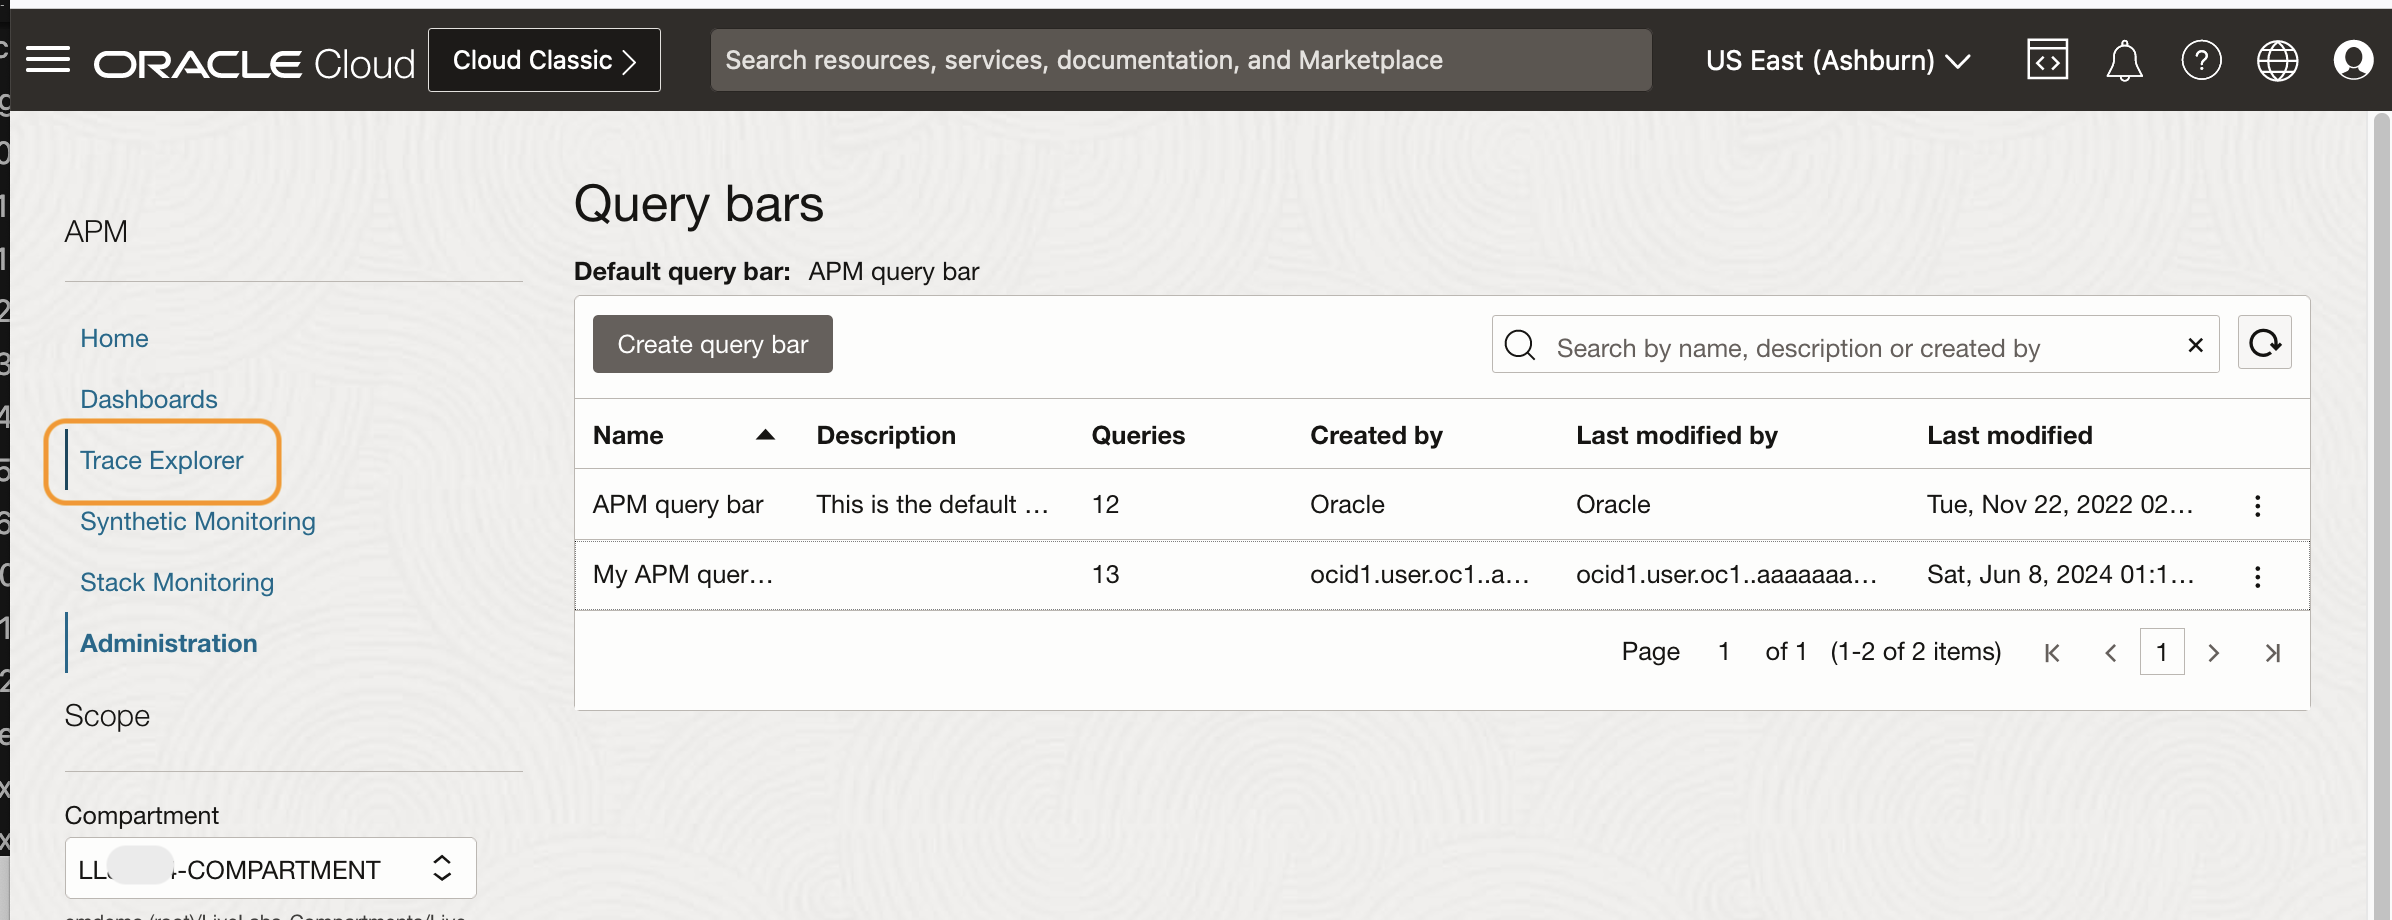 ORACLE Cloud
Cloud Classic
Search resources, services, documentation, and Marketplace
US East (Ashburn)
APM
Home
Dashboards
Trace Explorer
Synthetic Monitoring
Stack Monitoring
Administration
Scope
Compartment
-COMPARTMENT
Query bars
Default query bar: APM query bar
Create query bar
Search by name, description or created by
Name Description Queries Created by Last modified by Last modified
APM query bar This is the default ... 12 Oracle Oracle Tue, Nov 22, 2022 02...
My APM quer... 13 ocid1.user.oc1..a... ocid1.user.oc1..aaaaaaa... Sat, Jun 8, 2024 01:1...
Page 1 of 1 (1-2 of 2 items) 1